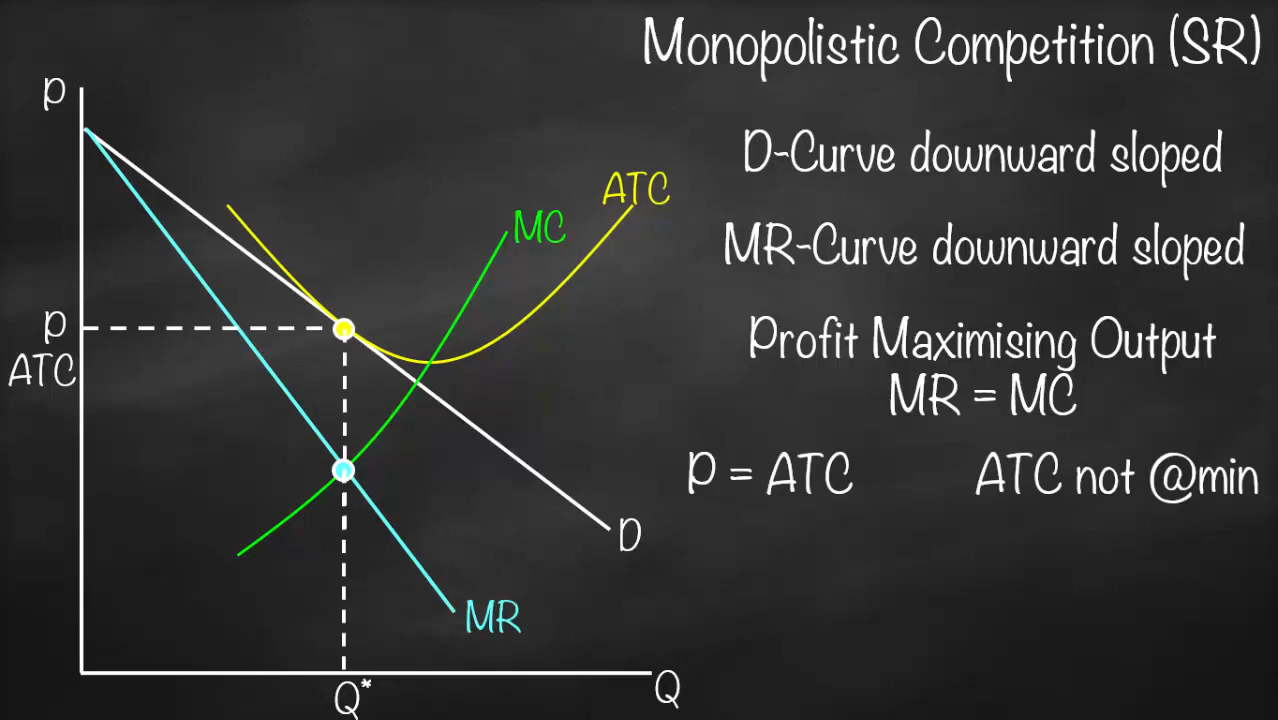 Monopolistic Competition (SR)
P
D-Curve downward sloped
ATC
MC
MR-Curve downward sloped
P
Profit Maximising Output
ATC
MR = MC
P = ATC
ATC not @min
D
MR
Q*
Q